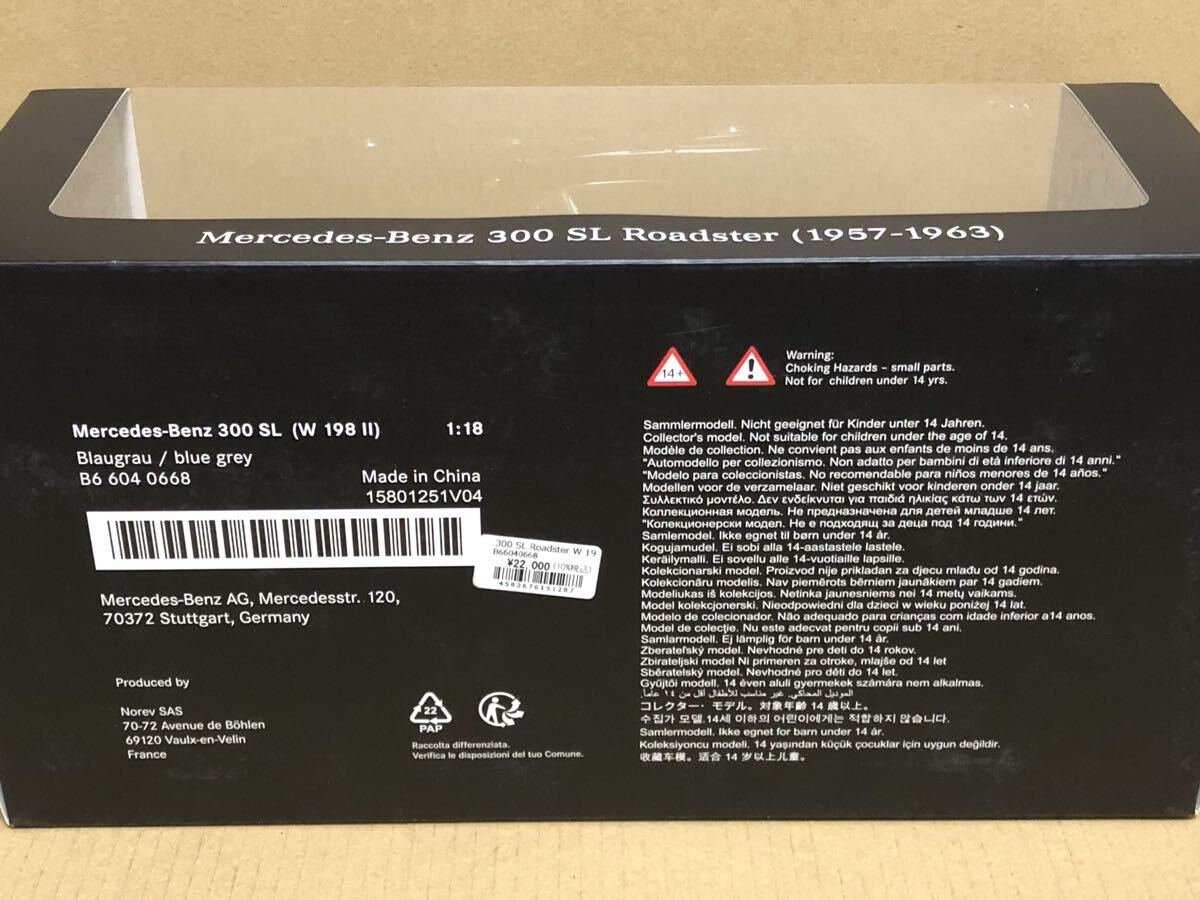 Mercedes-Benz 300 SL Roadster (1957-1963)
14+
Warning:
Choking Hazards - small parts.
Not for children under 14 yrs.
Mercedes-Benz 300 SL (W 198 II) 1:18
Blaugrau / blue grey
B6 604 0668
Made in China
15801251V04
300 SL Roadster W 19
B66040668
¥22,000 (10%税込)
4582676151287
Mercedes-Benz AG, Mercedesstr. 120,
70372 Stuttgart, Germany
Produced by
Norev SAS
70-72 Avenue de Böhlen
69120 Vaulx-en-Velin
France
22
PAP
Raccolta differenziata.
Verifica le disposizioni del tuo Comune.
Sammlermodell. Nicht geeignet für Kinder unter 14 Jahren.
Collector's model. Not suitable for children under the age of 14.
Modèle de collection. Ne convient pas aux enfants de moins de 14 ans.
"Automodello per collezionismo. Non adatto per bambini di età inferiore di 14 anni."
"Modelo para coleccionistas. No recomendable para niños menores de 14 años."
Modellen voor de verzamelaar. Niet geschikt voor kinderen onder 14 jaar.
Συλλεκτικό μοντέλο. Δεν ενδείκνυται για παιδιά ηλικίας κάτω των 14 ετών.
Коллекционная модель. Не предназначена для детей младше 14 лет.
"Колекционерски модел. Не е подходящ за деца под 14 години."
Samlemodel. Ikke egnet til børn under 14 år.
Kogujamudel. Ei sobi alla 14-aastastele lastele.
Keräilymalli. Ei sovellu alle 14-vuotiaille lapsille.
Kolekcionarski model. Proizvod nije prikladan za djecu mlađu od 14 godina.
Kolekcionāru modelis. Nav piemērots bērniem jaunākiem par 14 gadiem.
Modeliukas iš kolekcijos. Netinka jaunesniems nei 14 metų vaikams.
Model kolekcjonerski. Nieodpowiedni dla dzieci w wieku poniżej 14 lat.
Modelo de colecionador. Não adequado para crianças com idade inferior a14 anos.
Model de colecție. Nu este adecvat pentru copii sub 14 ani.
Samlarmodell. Ej lämplig för barn under 14 år.
Zberateľský model. Nevhodné pre deti do 14 rokov.
Zbirateljski model Ni primeren za otroke, mlajše od 14 let
Sběratelský model. Nevhodné pro děti do 14 let.
Gyűjtői modell. 14 éven aluli gyermekek számára nem alkalmas.
الموديل المحاكي. غير مناسب للأطفال أقل من ١٤ عاماً.
コレクター・モデル。対象年齢 14 歳以上。
수집가 모델.14세 이하의 어린이에게는 적합하지 않습니다.
Samlermodell. Ikke egnet for barn under 14 år.
Koleksiyoncu modeli. 14 yaşından küçük çocuklar için uygun değildir.
收藏车模。适合 14 岁以上儿童。